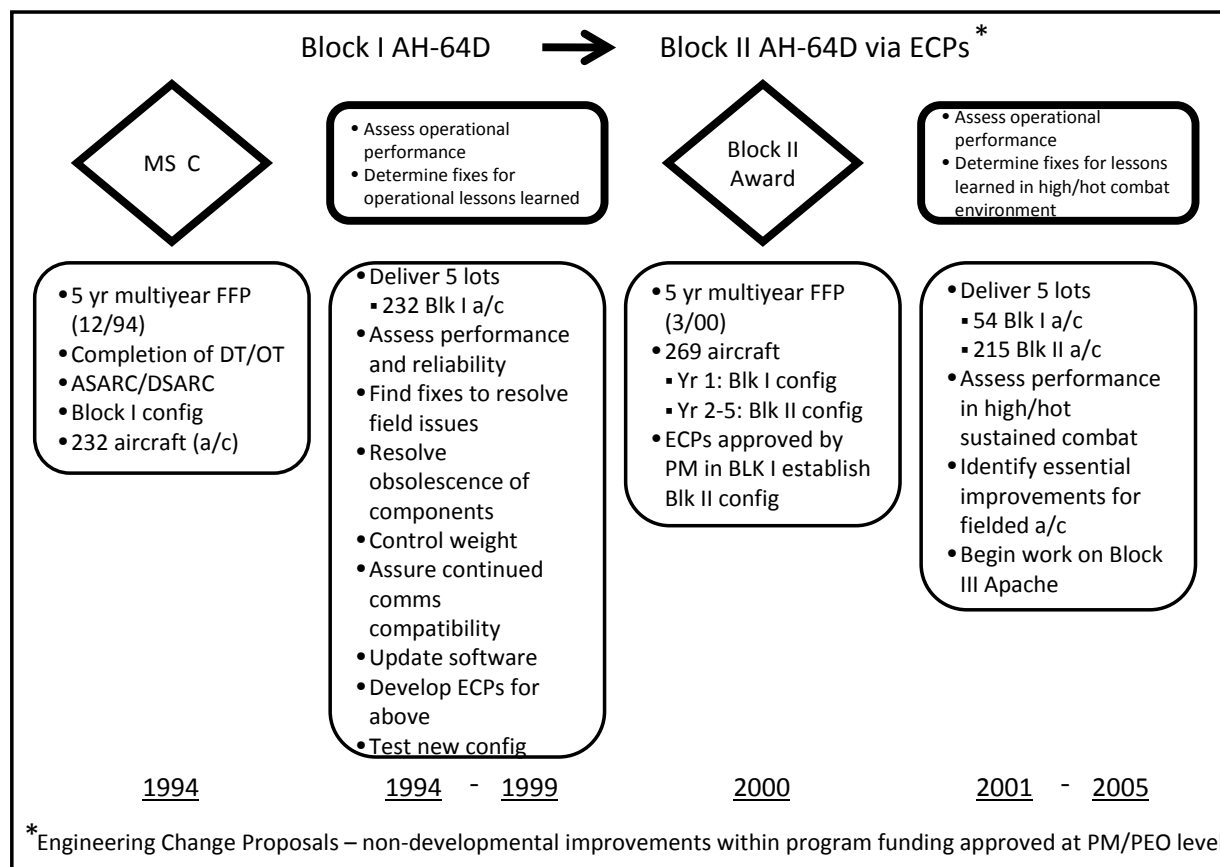 Block I AH-64D
Block II AH-64D via ECPs*
MS C
• Assess operational
performance
• Determine fixes for
operational lessons learned
Block II
Award
• Assess operational
performance
• Determine fixes for lessons
learned in high/hot combat
environment
• 5 yr multiyear FFP
(12/94)
• Completion of DT/OT
• ASARC/DSARC
• Block I config
• 232 aircraft (a/c)
• Deliver 5 lots
▪ 232 Blk I a/c
• Assess performance
and reliability
• Find fixes to resolve
field issues
• Resolve
obsolescence of
components
• Control weight
• Assure continued
comms
compatibility
• Update software
• Develop ECPs for
above
• Test new config
• 5 yr multiyear FFP
(3/00)
• 269 aircraft
▪ Yr 1: Blk I config
▪ Yr 2-5: Blk II config
• ECPs approved by
PM in BLK I establish
Blk II config
• Deliver 5 lots
▪ 54 Blk I a/c
▪ 215 Blk II a/c
• Assess performance
in high/hot
sustained combat
• Identify essential
improvements for
fielded a/c
• Begin work on Block
III Apache
1994
1994 - 1999
2000
2001 - 2005
*Engineering Change Proposals – non-developmental improvements within program funding approved at PM/PEO level